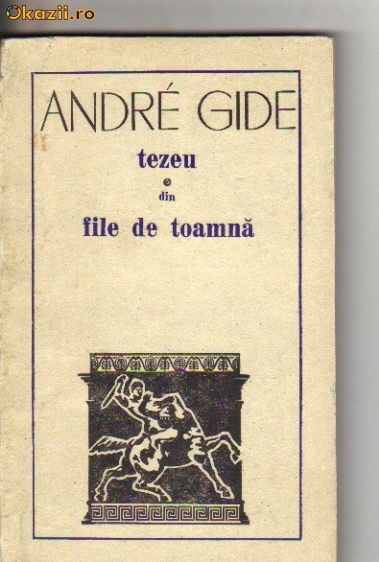 Okazii.ro
ANDRÉ GIDE
tezeu
din
file de toamnă